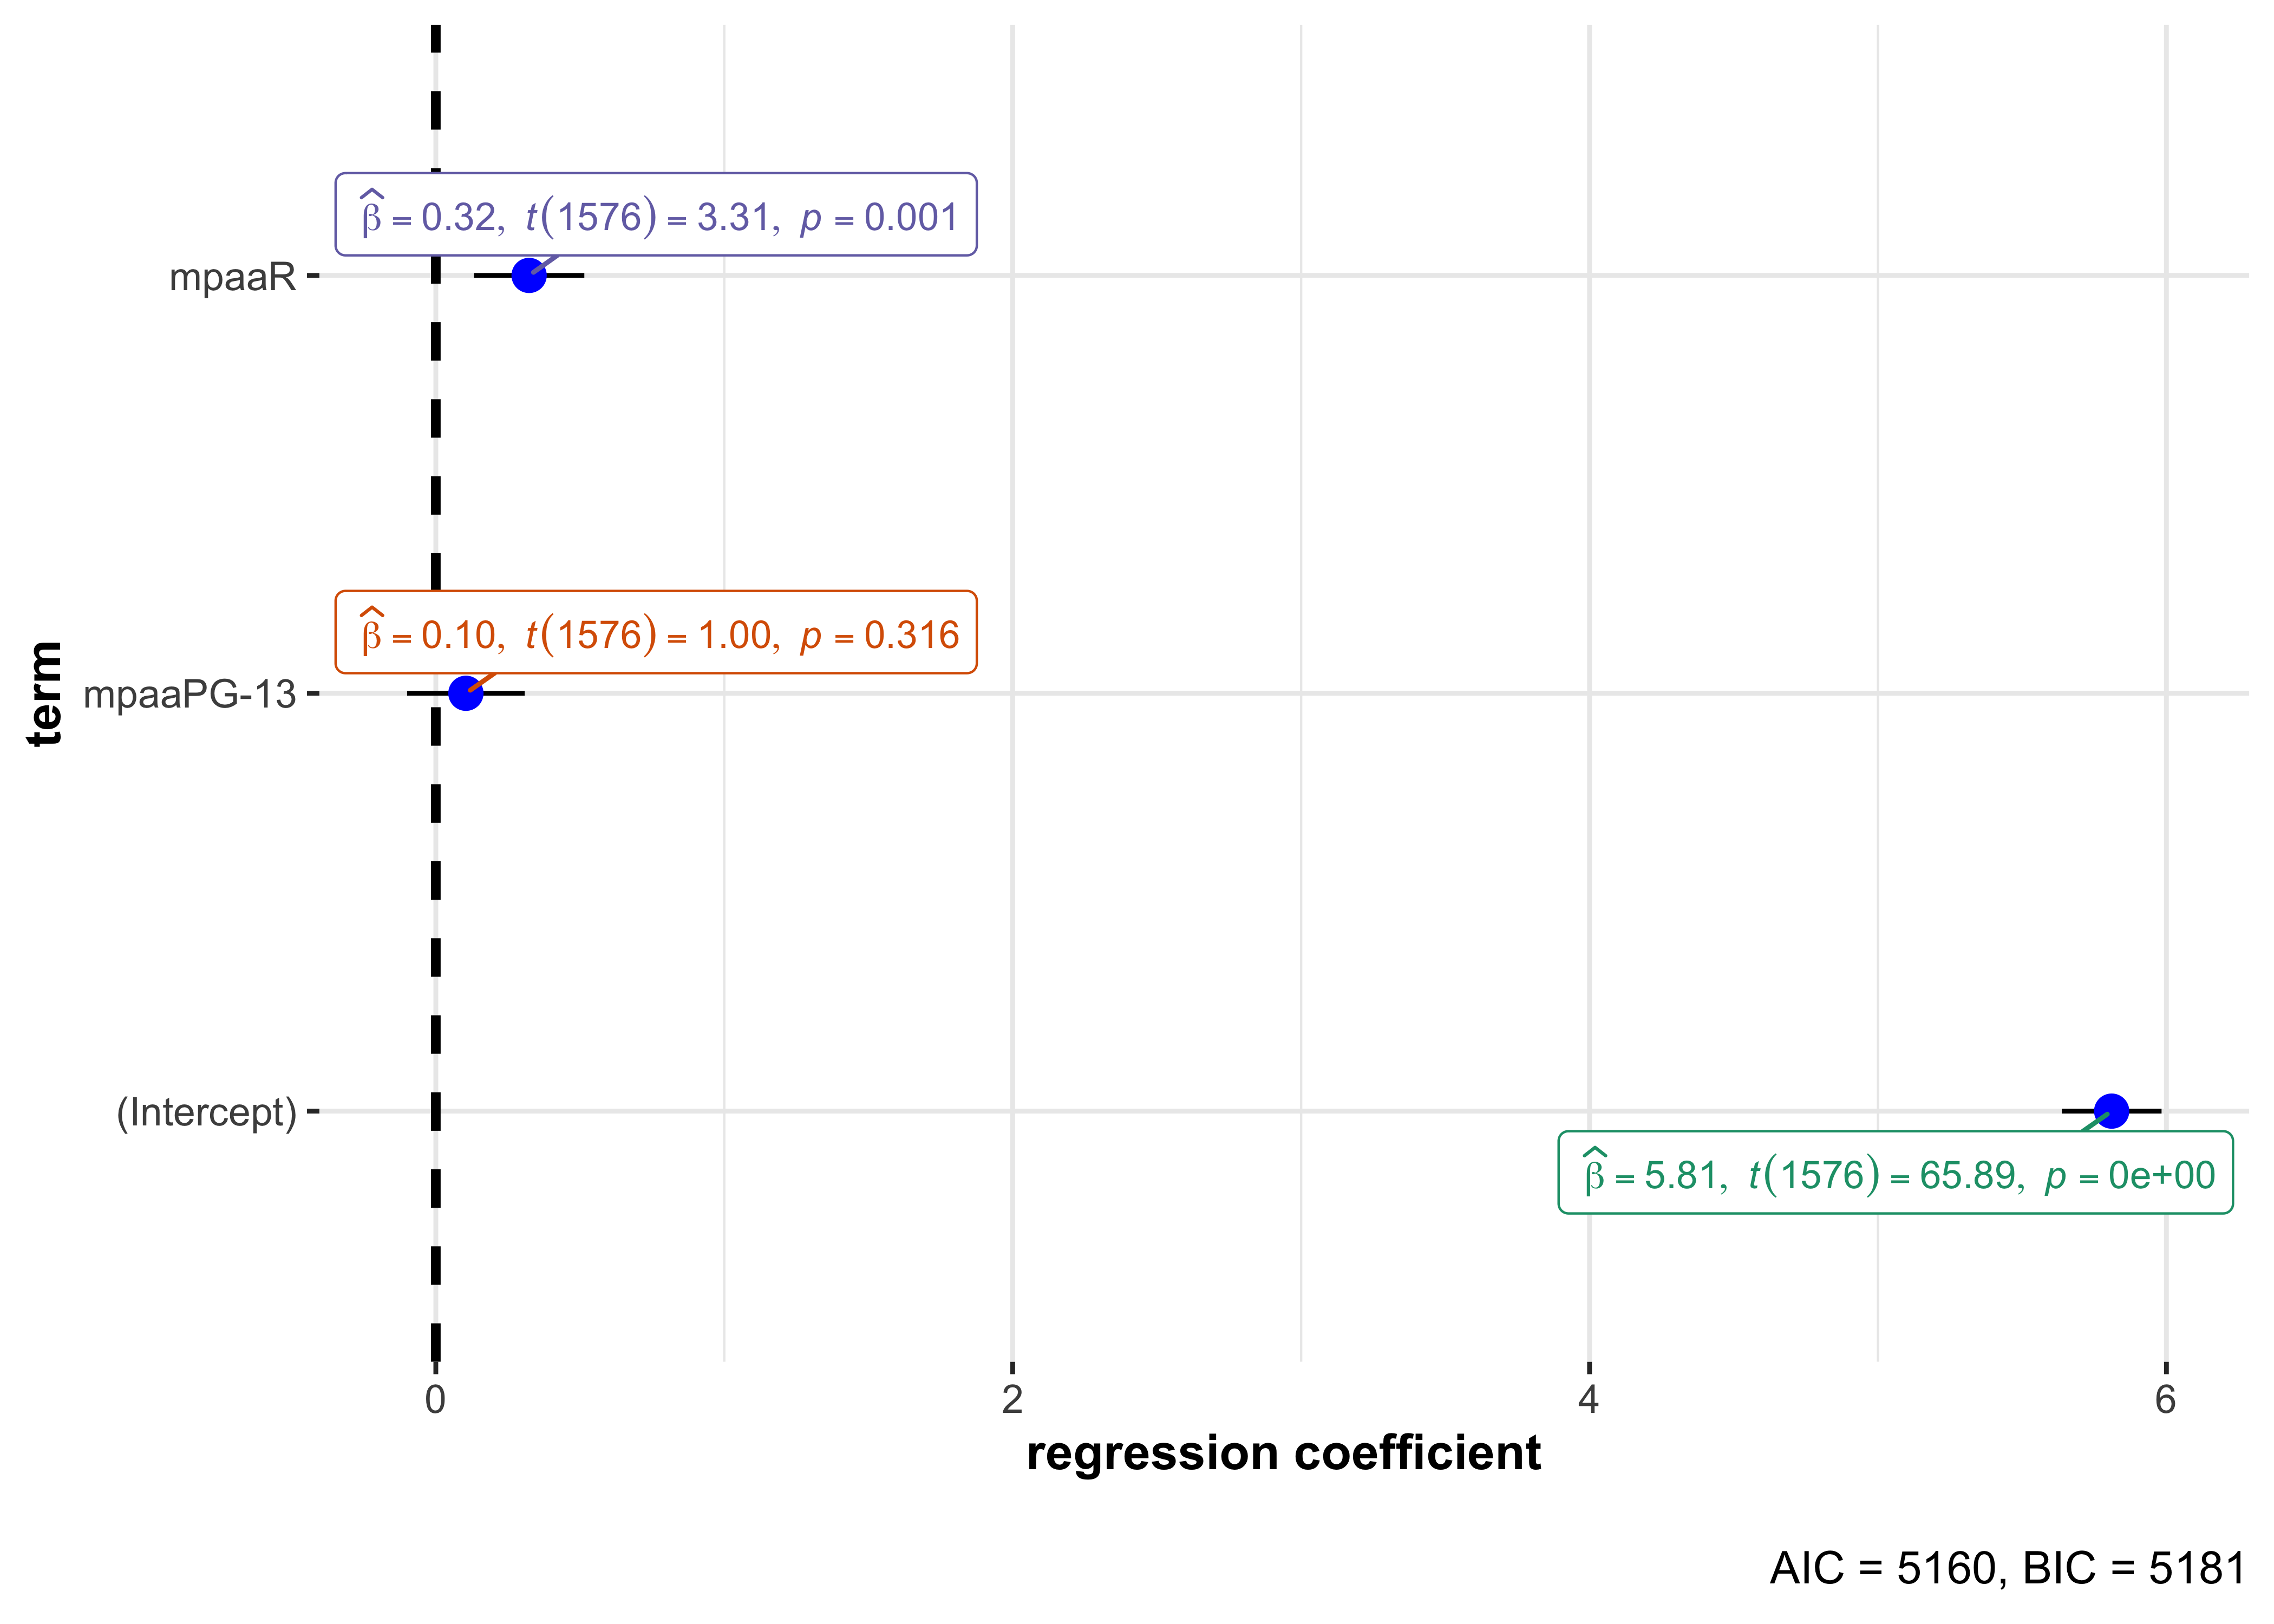 mpaaR
β̂ = 0.32, t(1576) = 3.31, p = 0.001
mpaaPG-13
β̂ = 0.10, t(1576) = 1.00, p = 0.316
(Intercept)
β̂ = 5.81, t(1576) = 65.89, p = 0e+00
term
0 2 4 6
regression coefficient
AIC = 5160, BIC = 5181